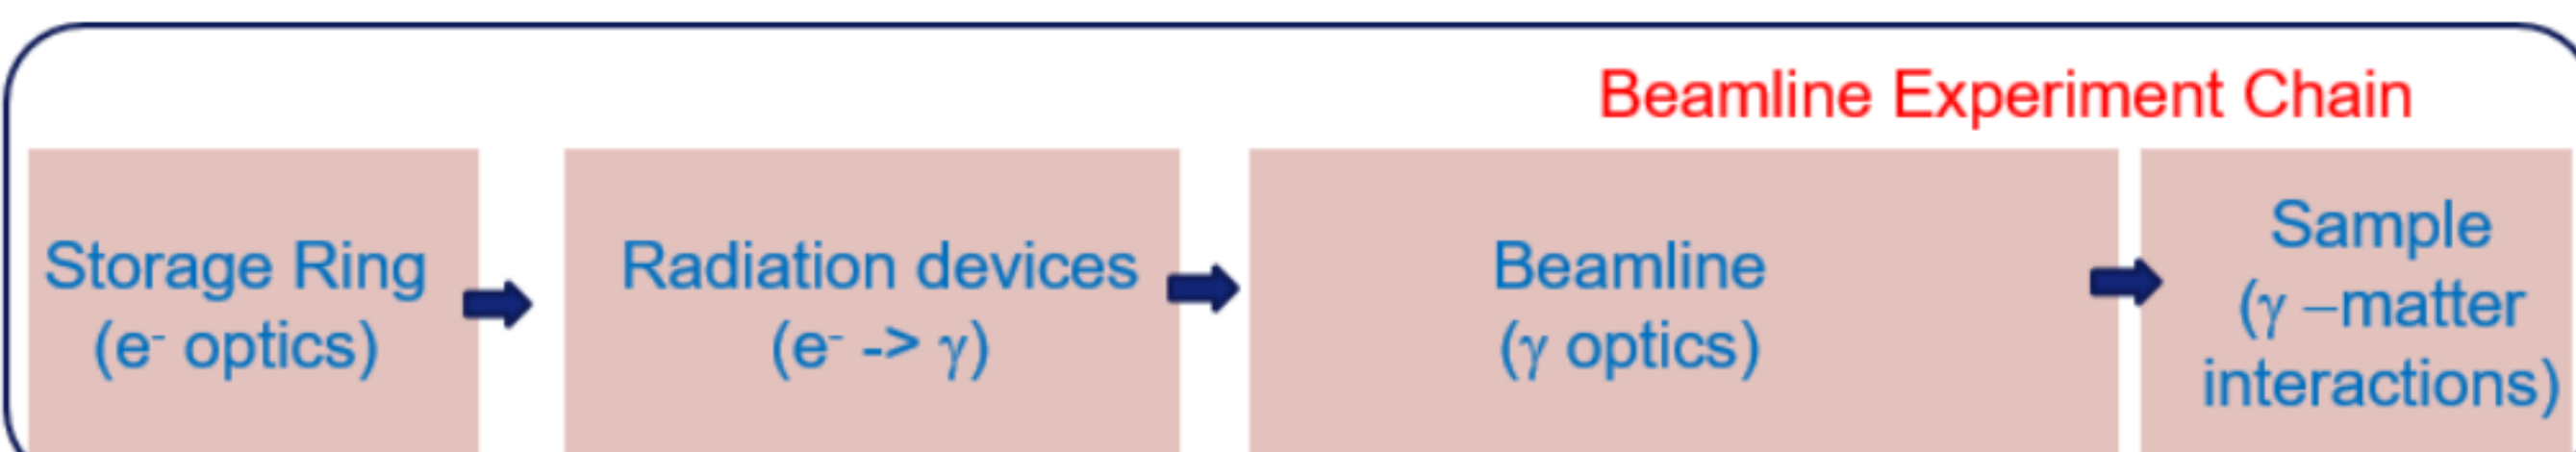 Beamline Experiment Chain
Storage Ring
(e⁻ optics)
Radiation devices
(e⁻ -> γ)
Beamline
(γ optics)
Sample
(γ –matter
interactions)